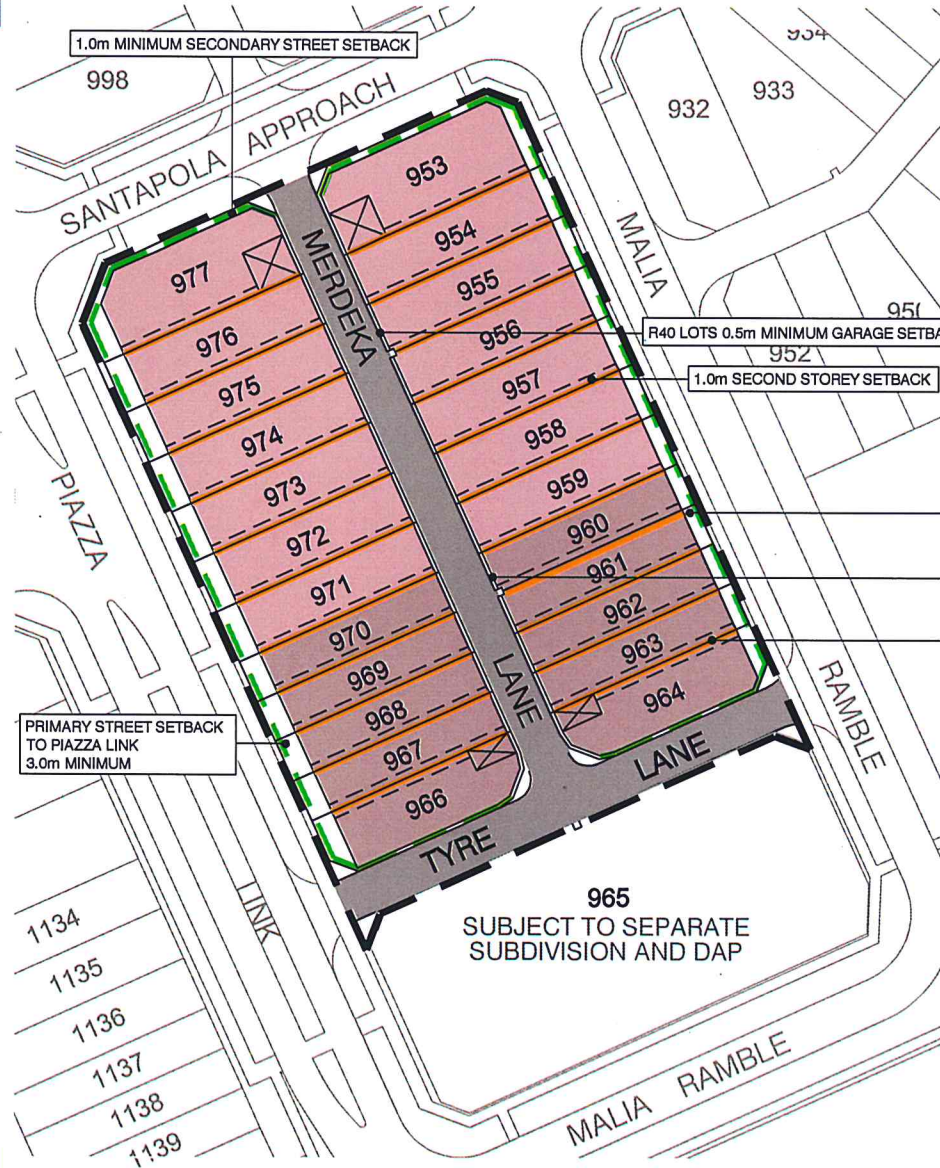 1.0m MINIMUM SECONDARY STREET SETBACK
998
SANTAPOLA APPROACH
934
933
932
953
954
955
956
957
958
959
960
961
962
963
964
977
976
975
974
973
972
971
970
969
968
967
966
MERDEKA
LANE
MALIA
RAMBLE
952
R40 LOTS 0.5m MINIMUM GARAGE
1.0m SECOND STOREY SETBACK
PIAZZA
LINK
PRIMARY STREET SETBACK
TO PIAZZA LINK
3.0m MINIMUM
TYRE
LANE
965
SUBJECT TO SEPARATE
SUBDIVISION AND DAP
1134
1135
1136
1137
1138
1139
MALIA RAMBLE